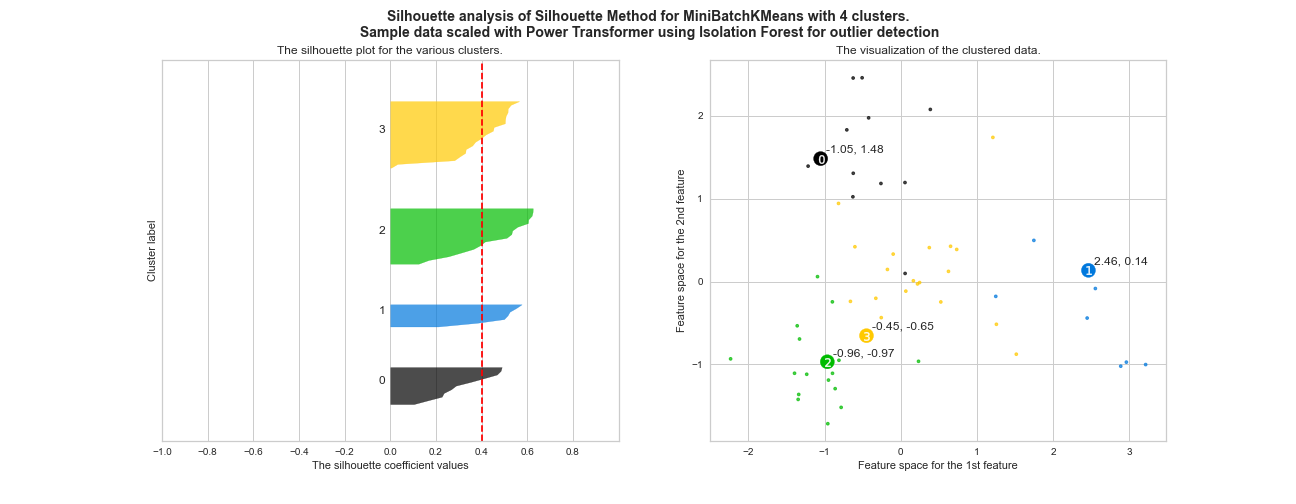 Silhouette analysis of Silhouette Method for MiniBatchKMeans with 4 clusters.
Sample data scaled with Power Transformer using Isolation Forest for outlier detection
The silhouette plot for the various clusters.
3
2
1
0
Cluster label
−1.0 −0.8 −0.6 −0.4 −0.2 0.0 0.2 0.4 0.6 0.8
The silhouette coefficient values
The visualization of the clustered data.
2
1
0
−1
Feature space for the 2nd feature
0 -1.05, 1.48
1 2.46, 0.14
3 -0.45, -0.65
2 -0.96, -0.97
−2 −1 0 1 2 3
Feature space for the 1st feature